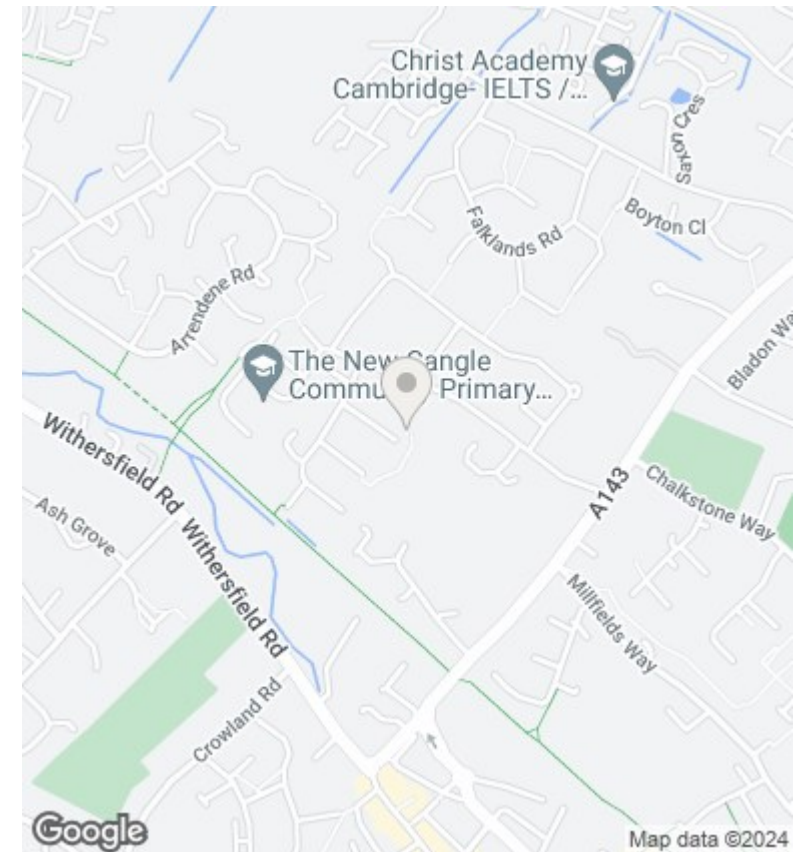 Christ Academy
Cambridge- IELTS /...
Saxon Cres
Boyton Cl
Falklands Rd
Arrendene Rd
Bladon Wa
The New Cangle
Commu Primary...
Withersfield Rd
Withersfield Rd
A143
Chalkstone Way
Ash Grove
Millfields Way
Crowland Rd
Google
Map data ©2024